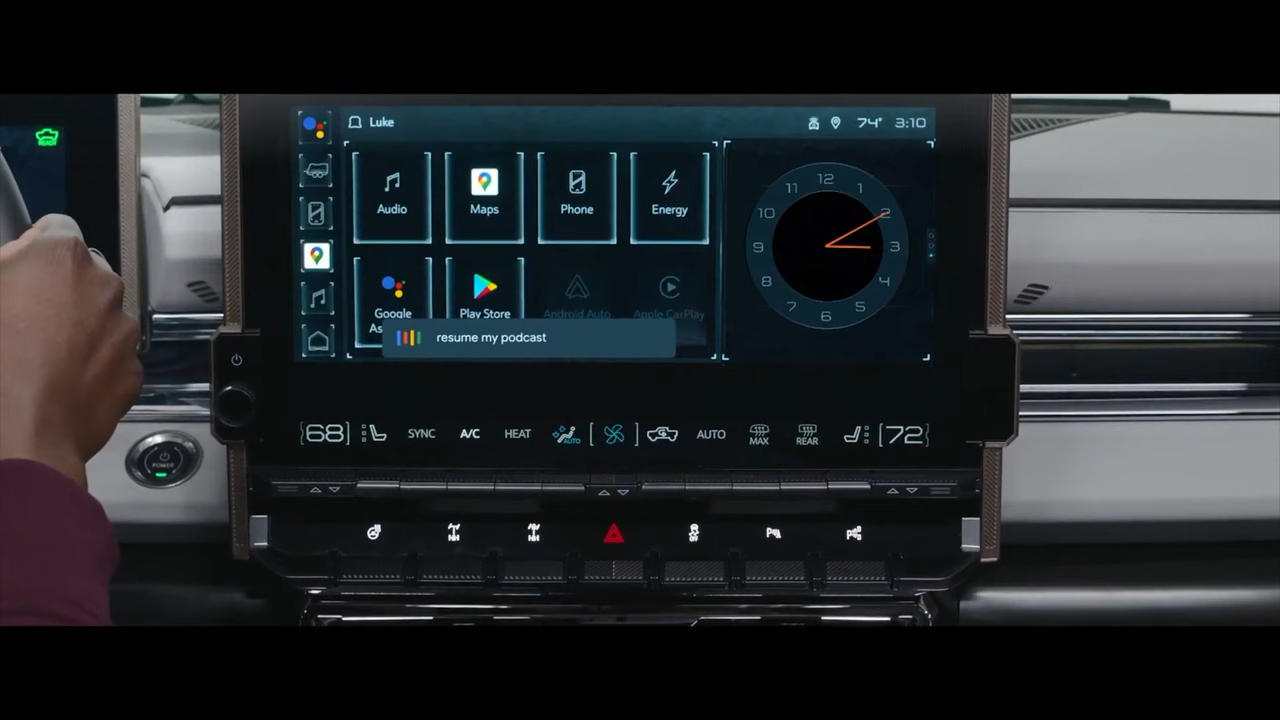 Luke
74° 3:10
Audio
Maps
Phone
Energy
Google
As
Play Store
Android Auto
Apple CarPlay
resume my podcast
12
1
2
3
4
5
6
7
8
9
10
11
68 SYNC A/C HEAT AUTO AUTO MAX REAR 72
POWER
OFF